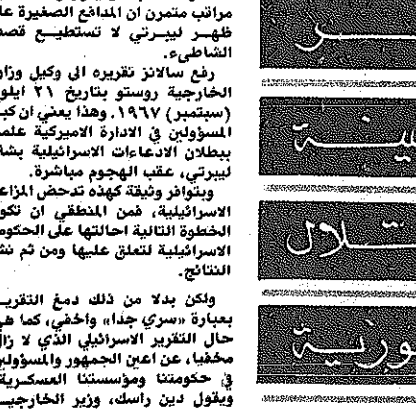 مراقب متمرن ان المدافع الصغيرة على
ظهر ليبرتي لا تستطيع قصف
الشاطىء.
رفع سالانز تقريره الى وكيل وزارة
الخارجية روستو بتاريخ ٢١ ايلول
(سبتمبر) ١٩٦٧. وهذا يعني ان كبار
المسؤولين في الادارة الاميركية علموا
ببطلان الادعاءات الاسرائيلية بشأن
ليبرتي، عقب الهجوم مباشرة.
وبتوافر وثيقة كهذه تدحض المزاعم
الاسرائيلية، فمن المنطقي ان تكون
الخطوة التالية احالتها على الحكومة
الاسرائيلية لتعلق عليها ومن ثم نشر
النتائج.
ولكن بدلا من ذلك دمغ التقرير
بعبارة «سري جدا» واخفي، كما هي
حال التقرير الاسرائيلي الذي لا زال
مخفيا، عن اعين الجمهور والمسؤولين
في حكومتنا ومؤسستنا العسكرية.
ويقول دين راسك، وزير الخارجية